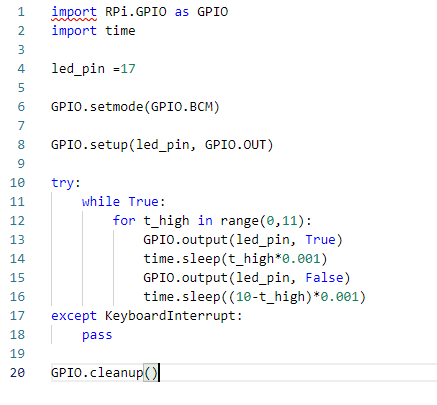 1 import RPi.GPIO as GPIO
2 import time
3
4 led_pin =17
5
6 GPIO.setmode(GPIO.BCM)
7
8 GPIO.setup(led_pin, GPIO.OUT)
9
10 try:
11     while True:
12         for t_high in range(0,11):
13             GPIO.output(led_pin, True)
14             time.sleep(t_high*0.001)
15             GPIO.output(led_pin, False)
16             time.sleep((10-t_high)*0.001)
17 except KeyboardInterrupt:
18     pass
19
20 GPIO.cleanup()